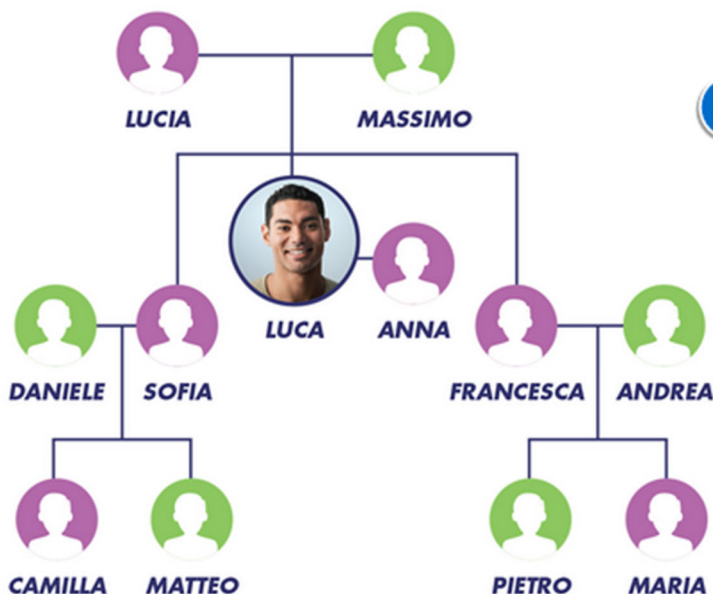 LUCIA
MASSIMO
LUCA
ANNA
DANIELE
SOFIA
FRANCESCA
ANDREA
CAMILLA
MATTEO
PIETRO
MARIA